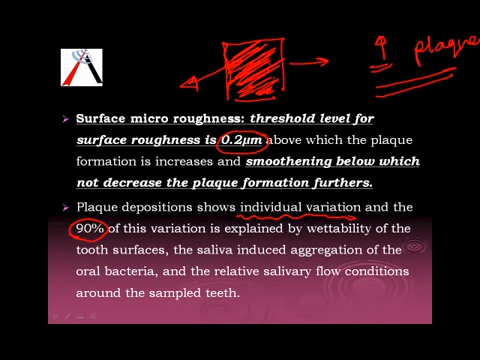 ↑ plaque
Surface micro roughness: threshold level for
surface roughness is 0.2µm above which the plaque
formation is increases and smoothening below which
not decrease the plaque formation furthers.
Plaque depositions shows individual variation and the
90% of this variation is explained by wettability of the
tooth surfaces, the saliva induced aggregation of the
oral bacteria, and the relative salivary flow conditions
around the sampled teeth.